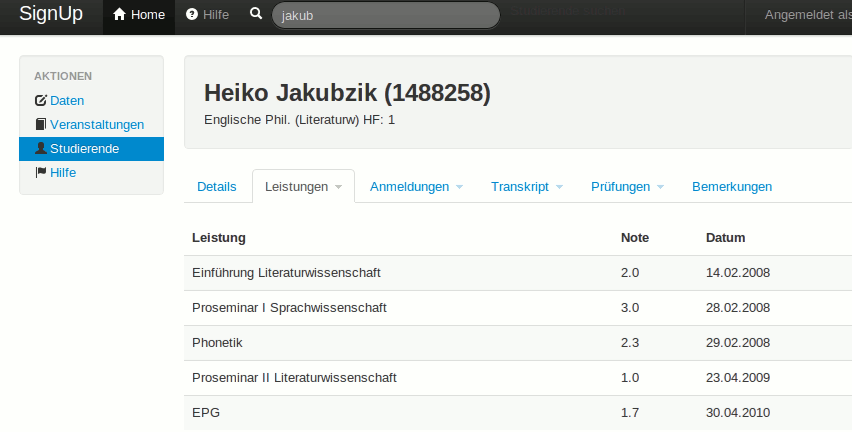 SignUp Home Hilfe jakub Angemeldet als
AKTIONEN
Daten
Veranstaltungen
Studierende
Hilfe
Heiko Jakubzik (1488258)
Englische Phil. (Literaturw) HF: 1
Details Leistungen Anmeldungen Transkript Prüfungen Bemerkungen
Leistung Note Datum
Einführung Literaturwissenschaft 2.0 14.02.2008
Proseminar I Sprachwissenschaft 3.0 28.02.2008
Phonetik 2.3 29.02.2008
Proseminar II Literaturwissenschaft 1.0 23.04.2009
EPG 1.7 30.04.2010